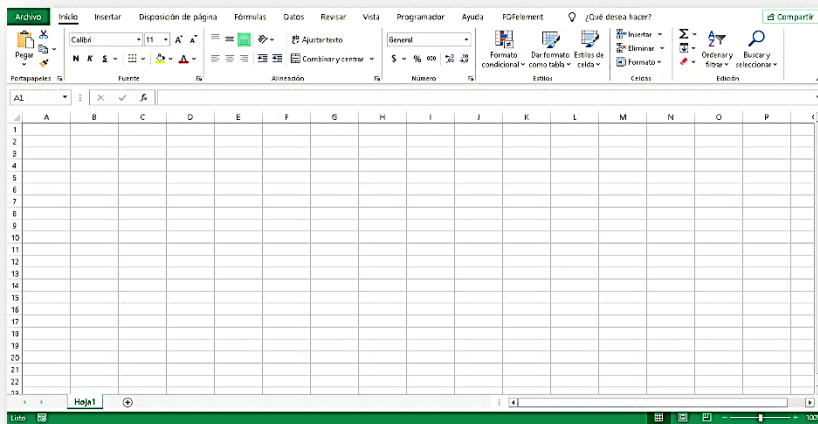 Archivo Inicio Insertar Disposición de página Fórmulas Datos Revisar Vista Programador Ayuda PDFelement ¿Qué desea hacer? Compartir
Calibri 11 A A Ajustar texto General Insertar Σ
Pegar Eliminar
N K S A Combinar y centrar $ % 000 Formato condicional Dar formato como tabla Estilos de celda Formato Ordenar y filtrar Buscar y seleccionar
Portapapeles Fuente Alineación Número Estilos Celdas Edición
A1 fx
A B C D E F G H I J K L M N O P
1
2
3
4
5
6
7
8
9
10
11
12
13
14
15
16
17
18
19
20
21
22
23
Hoja1
Listo 100